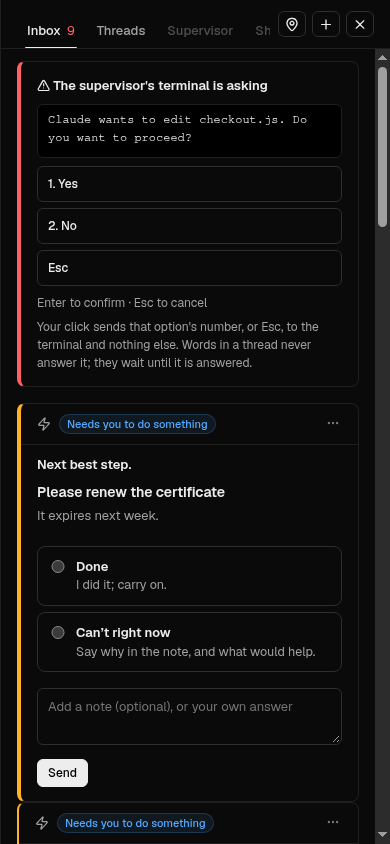 Inbox 9 Threads Supervisor Sh
The supervisor's terminal is asking
Claude wants to edit checkout.js. Do
you want to proceed?
1. Yes
2. No
Esc
Enter to confirm · Esc to cancel
Your click sends that option's number, or Esc, to the
terminal and nothing else. Words in a thread never
answer it; they wait until it is answered.
Needs you to do something
Next best step.
Please renew the certificate
It expires next week.
Done
I did it; carry on.
Can't right now
Say why in the note, and what would help.
Add a note (optional), or your own answer
Send
Needs you to do something